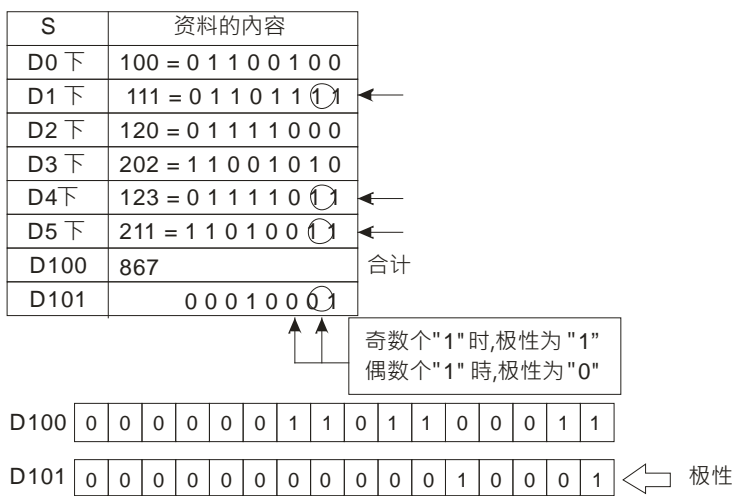 S 资料的內容
D0 下 100 = 0 1 1 0 0 1 0 0
D1 下 111 = 0 1 1 0 1 1 1 1
D2 下 120 = 0 1 1 1 1 0 0 0
D3 下 202 = 1 1 0 0 1 0 1 0
D4下 123 = 0 1 1 1 1 0 1 1
D5 下 211 = 1 1 0 1 0 0 1 1
D100 867 合计
D101 0 0 0 1 0 0 0 1
奇数个"1" 时,极性为 "1”
偶数个"1" 時,极性为"0"
D100 0 0 0 0 0 0 1 1 0 1 1 0 0 0 1 1
D101 0 0 0 0 0 0 0 0 0 0 0 1 0 0 0 1 极性